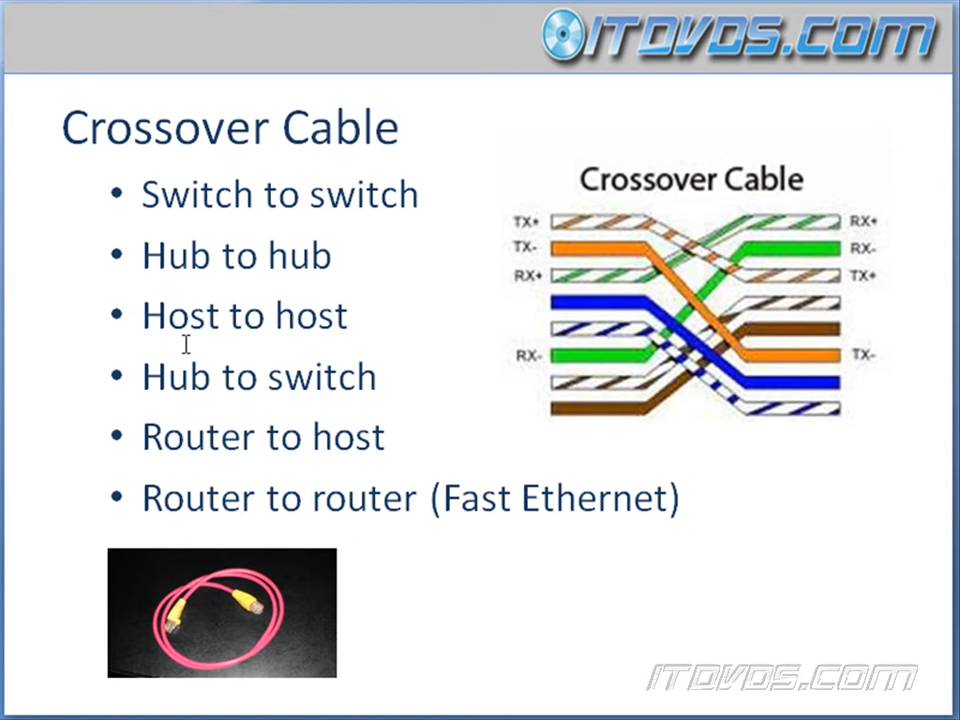 ITDVDS.COM
Crossover Cable
• Switch to switch
• Hub to hub
• Host to host
• Hub to switch
• Router to host
• Router to router (Fast Ethernet)
Crossover Cable
TX+ RX+
TX- RX-
RX+ TX+
RX- TX-
ITDVDS.COM